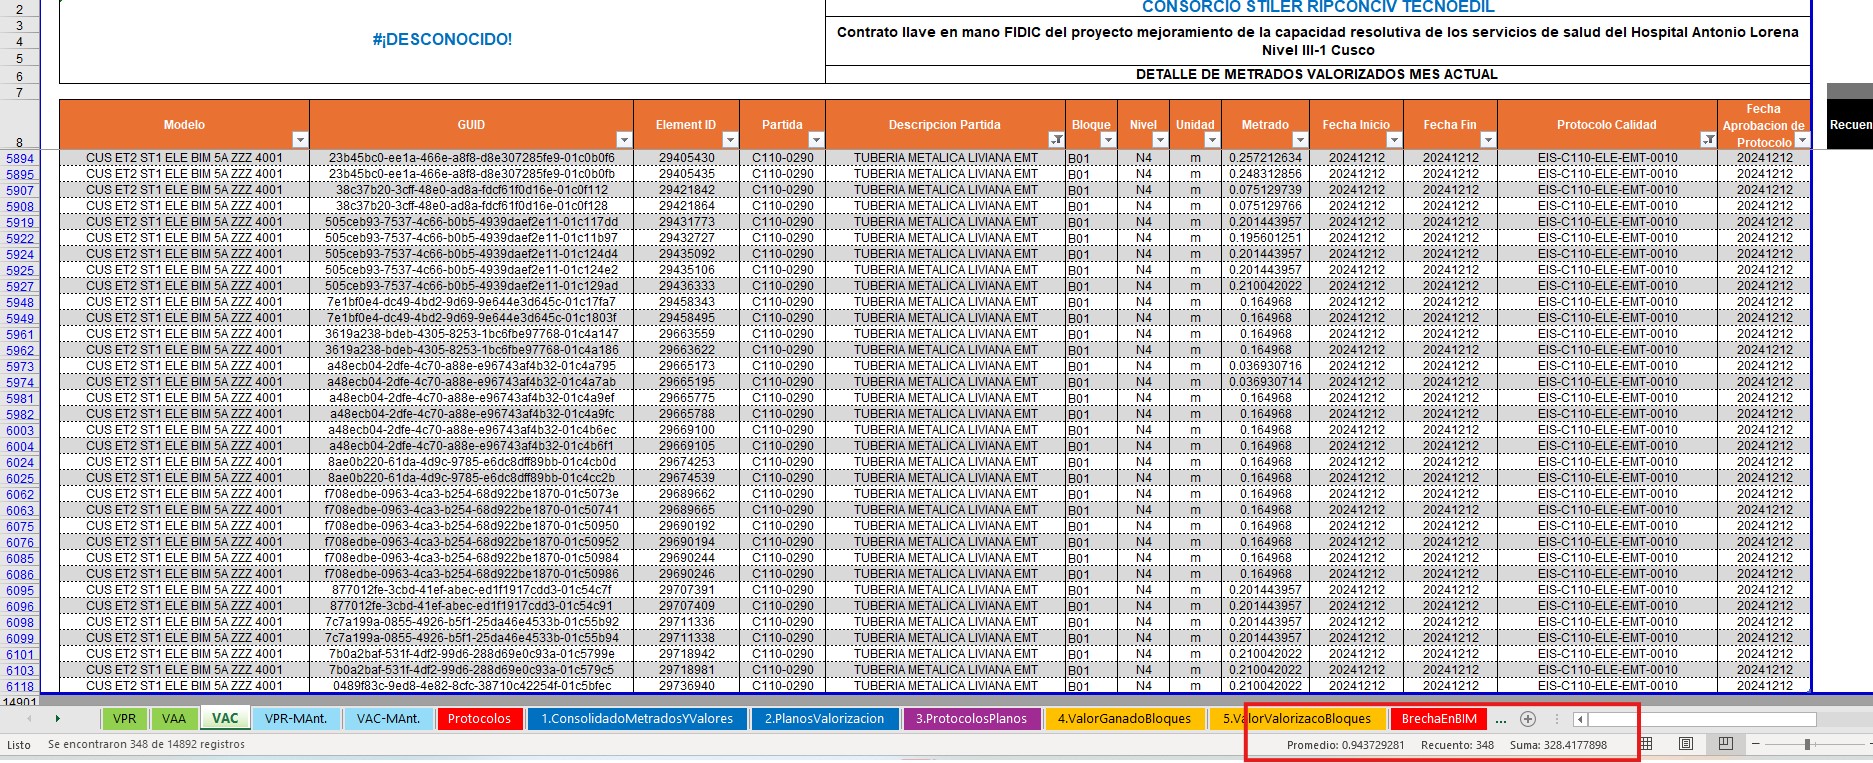 2 CONSORCIO STILER RIPCONCIV TECNOEDIL
3
4 #¡DESCONOCIDO! Contrato llave en mano FIDIC del proyecto mejoramiento de la capacidad resolutiva de los servicios de salud del Hospital Antonio Lorena
5 Nivel III-1 Cusco
6 DETALLE DE METRADOS VALORIZADOS MES ACTUAL
7
8 Modelo GUID Element ID Partida Descripcion Partida Bloque Nivel Unidad Metrado Fecha Inicio Fecha Fin Protocolo Calidad Fecha Aprobacion de Protocolo Recuen
5894 CUS ET2 ST1 ELE BIM 5A ZZZ 4001 23b45bc0-ee1a-466e-a8f8-d8e307285fe9-01c0b0f6 29405430 C110-0290 TUBERIA METALICA LIVIANA EMT B01 N4 m 0.257212634 20241212 20241212 EIS-C110-ELE-EMT-0010 20241212
5895 CUS ET2 ST1 ELE BIM 5A ZZZ 4001 23b45bc0-ee1a-466e-a8f8-d8e307285fe9-01c0b0fb 29405435 C110-0290 TUBERIA METALICA LIVIANA EMT B01 N4 m 0.248312856 20241212 20241212 EIS-C110-ELE-EMT-0010 20241212
5907 CUS ET2 ST1 ELE BIM 5A ZZZ 4001 38c37b20-3cff-48e0-ad8a-fdcf61f0d16e-01c0f112 29421842 C110-0290 TUBERIA METALICA LIVIANA EMT B01 N4 m 0.075129739 20241212 20241212 EIS-C110-ELE-EMT-0010 20241212
5908 CUS ET2 ST1 ELE BIM 5A ZZZ 4001 38c37b20-3cff-48e0-ad8a-fdcf61f0d16e-01c0f128 29421864 C110-0290 TUBERIA METALICA LIVIANA EMT B01 N4 m 0.075129766 20241212 20241212 EIS-C110-ELE-EMT-0010 20241212
5919 CUS ET2 ST1 ELE BIM 5A ZZZ 4001 505ceb93-7537-4c66-b0b5-4939daef2e11-01c117dd 29431773 C110-0290 TUBERIA METALICA LIVIANA EMT B01 N4 m 0.201443957 20241212 20241212 EIS-C110-ELE-EMT-0010 20241212
5922 CUS ET2 ST1 ELE BIM 5A ZZZ 4001 505ceb93-7537-4c66-b0b5-4939daef2e11-01c11b97 29432727 C110-0290 TUBERIA METALICA LIVIANA EMT B01 N4 m 0.195601251 20241212 20241212 EIS-C110-ELE-EMT-0010 20241212
5924 CUS ET2 ST1 ELE BIM 5A ZZZ 4001 505ceb93-7537-4c66-b0b5-4939daef2e11-01c124d4 29435092 C110-0290 TUBERIA METALICA LIVIANA EMT B01 N4 m 0.201443957 20241212 20241212 EIS-C110-ELE-EMT-0010 20241212
5925 CUS ET2 ST1 ELE BIM 5A ZZZ 4001 505ceb93-7537-4c66-b0b5-4939daef2e11-01c124e2 29435106 C110-0290 TUBERIA METALICA LIVIANA EMT B01 N4 m 0.201443957 20241212 20241212 EIS-C110-ELE-EMT-0010 20241212
5927 CUS ET2 ST1 ELE BIM 5A ZZZ 4001 505ceb93-7537-4c66-b0b5-4939daef2e11-01c129ad 29436333 C110-0290 TUBERIA METALICA LIVIANA EMT B01 N4 m 0.210042022 20241212 20241212 EIS-C110-ELE-EMT-0010 20241212
5948 CUS ET2 ST1 ELE BIM 5A ZZZ 4001 7e1bf0e4-dc49-4bd2-9d69-9e644e3d645c-01c17fa7 29458343 C110-0290 TUBERIA METALICA LIVIANA EMT B01 N4 m 0.164968 20241212 20241212 EIS-C110-ELE-EMT-0010 20241212
5949 CUS ET2 ST1 ELE BIM 5A ZZZ 4001 7e1bf0e4-dc49-4bd2-9d69-9e644e3d645c-01c1803f 29458495 C110-0290 TUBERIA METALICA LIVIANA EMT B01 N4 m 0.164968 20241212 20241212 EIS-C110-ELE-EMT-0010 20241212
5961 CUS ET2 ST1 ELE BIM 5A ZZZ 4001 3619a238-bdeb-4305-8253-1bc6fbe97768-01c4a147 29663559 C110-0290 TUBERIA METALICA LIVIANA EMT B01 N4 m 0.164968 20241212 20241212 EIS-C110-ELE-EMT-0010 20241212
5962 CUS ET2 ST1 ELE BIM 5A ZZZ 4001 3619a238-bdeb-4305-8253-1bc6fbe97768-01c4a186 29663622 C110-0290 TUBERIA METALICA LIVIANA EMT B01 N4 m 0.164968 20241212 20241212 EIS-C110-ELE-EMT-0010 20241212
5973 CUS ET2 ST1 ELE BIM 5A ZZZ 4001 a48ecb04-2dfe-4c70-a88e-e96743af4b32-01c4a795 29665173 C110-0290 TUBERIA METALICA LIVIANA EMT B01 N4 m 0.036930716 20241212 20241212 EIS-C110-ELE-EMT-0010 20241212
5974 CUS ET2 ST1 ELE BIM 5A ZZZ 4001 a48ecb04-2dfe-4c70-a88e-e96743af4b32-01c4a7ab 29665195 C110-0290 TUBERIA METALICA LIVIANA EMT B01 N4 m 0.036930714 20241212 20241212 EIS-C110-ELE-EMT-0010 20241212
5981 CUS ET2 ST1 ELE BIM 5A ZZZ 4001 a48ecb04-2dfe-4c70-a88e-e96743af4b32-01c4a9ef 29665775 C110-0290 TUBERIA METALICA LIVIANA EMT B01 N4 m 0.164968 20241212 20241212 EIS-C110-ELE-EMT-0010 20241212
5982 CUS ET2 ST1 ELE BIM 5A ZZZ 4001 a48ecb04-2dfe-4c70-a88e-e96743af4b32-01c4a9fc 29665788 C110-0290 TUBERIA METALICA LIVIANA EMT B01 N4 m 0.164968 20241212 20241212 EIS-C110-ELE-EMT-0010 20241212
6003 CUS ET2 ST1 ELE BIM 5A ZZZ 4001 a48ecb04-2dfe-4c70-a88e-e96743af4b32-01c4b6ec 29669100 C110-0290 TUBERIA METALICA LIVIANA EMT B01 N4 m 0.164968 20241212 20241212 EIS-C110-ELE-EMT-0010 20241212
6004 CUS ET2 ST1 ELE BIM 5A ZZZ 4001 a48ecb04-2dfe-4c70-a88e-e96743af4b32-01c4b6f1 29669105 C110-0290 TUBERIA METALICA LIVIANA EMT B01 N4 m 0.164968 20241212 20241212 EIS-C110-ELE-EMT-0010 20241212
6024 CUS ET2 ST1 ELE BIM 5A ZZZ 4001 8ae0b220-61da-4d9c-9785-e6dc8dff89bb-01c4cb0d 29674253 C110-0290 TUBERIA METALICA LIVIANA EMT B01 N4 m 0.164968 20241212 20241212 EIS-C110-ELE-EMT-0010 20241212
6025 CUS ET2 ST1 ELE BIM 5A ZZZ 4001 8ae0b220-61da-4d9c-9785-e6dc8dff89bb-01c4cc2b 29674539 C110-0290 TUBERIA METALICA LIVIANA EMT B01 N4 m 0.164968 20241212 20241212 EIS-C110-ELE-EMT-0010 20241212
6062 CUS ET2 ST1 ELE BIM 5A ZZZ 4001 f708edbe-0963-4ca3-b254-68d922be1870-01c5073e 29689662 C110-0290 TUBERIA METALICA LIVIANA EMT B01 N4 m 0.164968 20241212 20241212 EIS-C110-ELE-EMT-0010 20241212
6063 CUS ET2 ST1 ELE BIM 5A ZZZ 4001 f708edbe-0963-4ca3-b254-68d922be1870-01c50741 29689665 C110-0290 TUBERIA METALICA LIVIANA EMT B01 N4 m 0.164968 20241212 20241212 EIS-C110-ELE-EMT-0010 20241212
6075 CUS ET2 ST1 ELE BIM 5A ZZZ 4001 f708edbe-0963-4ca3-b254-68d922be1870-01c50950 29690192 C110-0290 TUBERIA METALICA LIVIANA EMT B01 N4 m 0.164968 20241212 20241212 EIS-C110-ELE-EMT-0010 20241212
6076 CUS ET2 ST1 ELE BIM 5A ZZZ 4001 f708edbe-0963-4ca3-b254-68d922be1870-01c50952 29690194 C110-0290 TUBERIA METALICA LIVIANA EMT B01 N4 m 0.164968 20241212 20241212 EIS-C110-ELE-EMT-0010 20241212
6085 CUS ET2 ST1 ELE BIM 5A ZZZ 4001 f708edbe-0963-4ca3-b254-68d922be1870-01c50984 29690244 C110-0290 TUBERIA METALICA LIVIANA EMT B01 N4 m 0.164968 20241212 20241212 EIS-C110-ELE-EMT-0010 20241212
6086 CUS ET2 ST1 ELE BIM 5A ZZZ 4001 f708edbe-0963-4ca3-b254-68d922be1870-01c50986 29690246 C110-0290 TUBERIA METALICA LIVIANA EMT B01 N4 m 0.164968 20241212 20241212 EIS-C110-ELE-EMT-0010 20241212
6095 CUS ET2 ST1 ELE BIM 5A ZZZ 4001 877012fe-3cbd-41ef-abec-ed1f1917cdd3-01c54c7f 29707391 C110-0290 TUBERIA METALICA LIVIANA EMT B01 N4 m 0.201443957 20241212 20241212 EIS-C110-ELE-EMT-0010 20241212
6096 CUS ET2 ST1 ELE BIM 5A ZZZ 4001 877012fe-3cbd-41ef-abec-ed1f1917cdd3-01c54c91 29707409 C110-0290 TUBERIA METALICA LIVIANA EMT B01 N4 m 0.201443957 20241212 20241212 EIS-C110-ELE-EMT-0010 20241212
6098 CUS ET2 ST1 ELE BIM 5A ZZZ 4001 7c7a199a-0855-4926-b5f1-25da46e4533b-01c55b92 29711336 C110-0290 TUBERIA METALICA LIVIANA EMT B01 N4 m 0.201443957 20241212 20241212 EIS-C110-ELE-EMT-0010 20241212
6099 CUS ET2 ST1 ELE BIM 5A ZZZ 4001 7c7a199a-0855-4926-b5f1-25da46e4533b-01c55b94 29711338 C110-0290 TUBERIA METALICA LIVIANA EMT B01 N4 m 0.201443957 20241212 20241212 EIS-C110-ELE-EMT-0010 20241212
6101 CUS ET2 ST1 ELE BIM 5A ZZZ 4001 7b0a2baf-531f-4df2-99d6-288d69e0c93a-01c5799e 29718942 C110-0290 TUBERIA METALICA LIVIANA EMT B01 N4 m 0.210042022 20241212 20241212 EIS-C110-ELE-EMT-0010 20241212
6103 CUS ET2 ST1 ELE BIM 5A ZZZ 4001 7b0a2baf-531f-4df2-99d6-288d69e0c93a-01c579c5 29718981 C110-0290 TUBERIA METALICA LIVIANA EMT B01 N4 m 0.210042022 20241212 20241212 EIS-C110-ELE-EMT-0010 20241212
6118 CUS ET2 ST1 ELE BIM 5A ZZZ 4001 0489f83c-9ed8-4e82-8cfc-38710c42254f-01c5bfec 29736940 C110-0290 TUBERIA METALICA LIVIANA EMT B01 N4 m 0.210042022 20241212 20241212 EIS-C110-ELE-EMT-0010 20241212
14901
VPR VAA VAC VPR-MAnt. VAC-MAnt. Protocolos 1.ConsolidadoMetradosYValores 2.PlanosValorizacion 3.ProtocolosPlanos 4.ValorGanadoBloques 5.ValorValorizacoBloques BrechaEnBIM ...
Listo Se encontraron 348 de 14892 registros Promedio: 0.943729281 Recuento: 348 Suma: 328.4177898